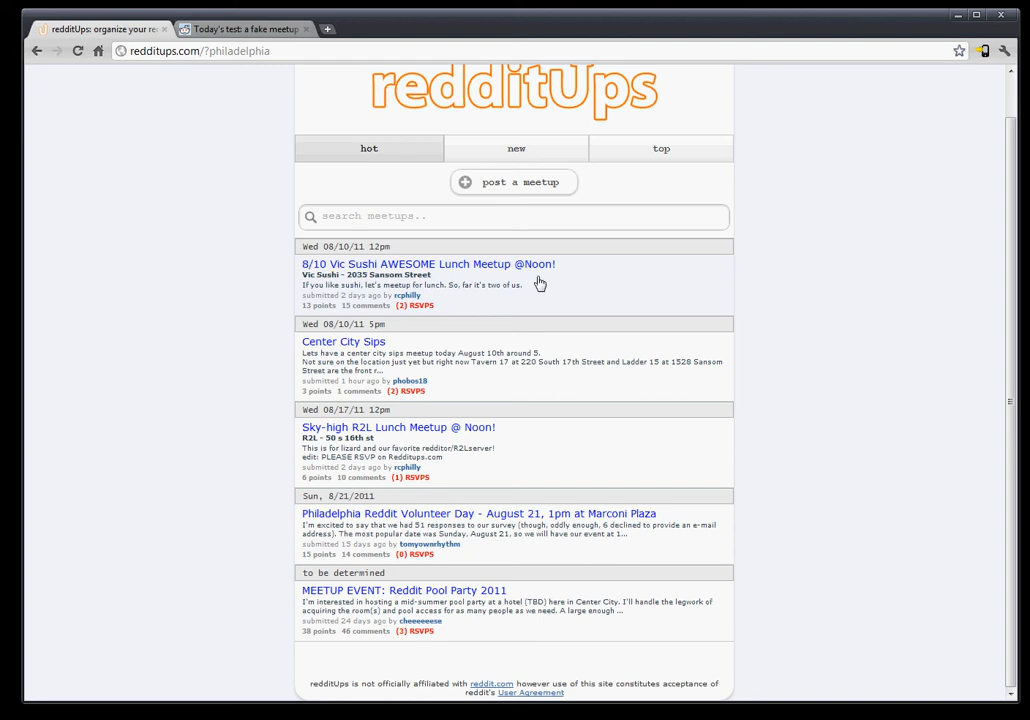 redditUps: organize your re
Today's test: a fake meetup
redditups.com/?philadelphia
redditUps
hot
new
top
post a meetup
search meetups..
Wed 08/10/11 12pm
8/10 Vic Sushi AWESOME Lunch Meetup @Noon!
Vic Sushi - 2035 Sansom Street
If you like sushi, let's meetup for lunch. So, far it's two of us.
submitted 2 days ago by rcphilly
13 points 15 comments (2) RSVPS
Wed 08/10/11 5pm
Center City Sips
Lets have a center city sips meetup today August 10th around 5.
Not sure on the location just yet but right now Tavern 17 at 220 South 17th Street and Ladder 15 at 1528 Sansom
Street are the front r...
submitted 1 hour ago by phobos18
3 points 1 comments (2) RSVPS
Wed 08/17/11 12pm
Sky-high R2L Lunch Meetup @ Noon!
R2L - 50 s 16th st
This is for lizard and our favorite redditor/R2Lserver!
edit: PLEASE RSVP on Redditups.com
submitted 2 days ago by rcphilly
6 points 10 comments (1) RSVPS
Sun, 8/21/2011
Philadelphia Reddit Volunteer Day - August 21, 1pm at Marconi Plaza
I'm excited to say that we had 51 responses to our survey (though, oddly enough, 6 declined to provide an e-mail
address). The most popular date was Sunday, August 21, so we will have our event at 1...
submitted 15 days ago by tomyownrhythm
15 points 14 comments (0) RSVPS
to be determined
MEETUP EVENT: Reddit Pool Party 2011
I'm interested in hosting a mid-summer pool party at a hotel (TBD) here in Center City. I'll handle the legwork of
acquiring the room(s) and pool access for as many people as we need. A large enough ...
submitted 24 days ago by cheeeeeese
38 points 46 comments (3) RSVPS
redditUps is not officially affiliated with reddit.com however use of this site constitutes acceptance of
reddit's User Agreement